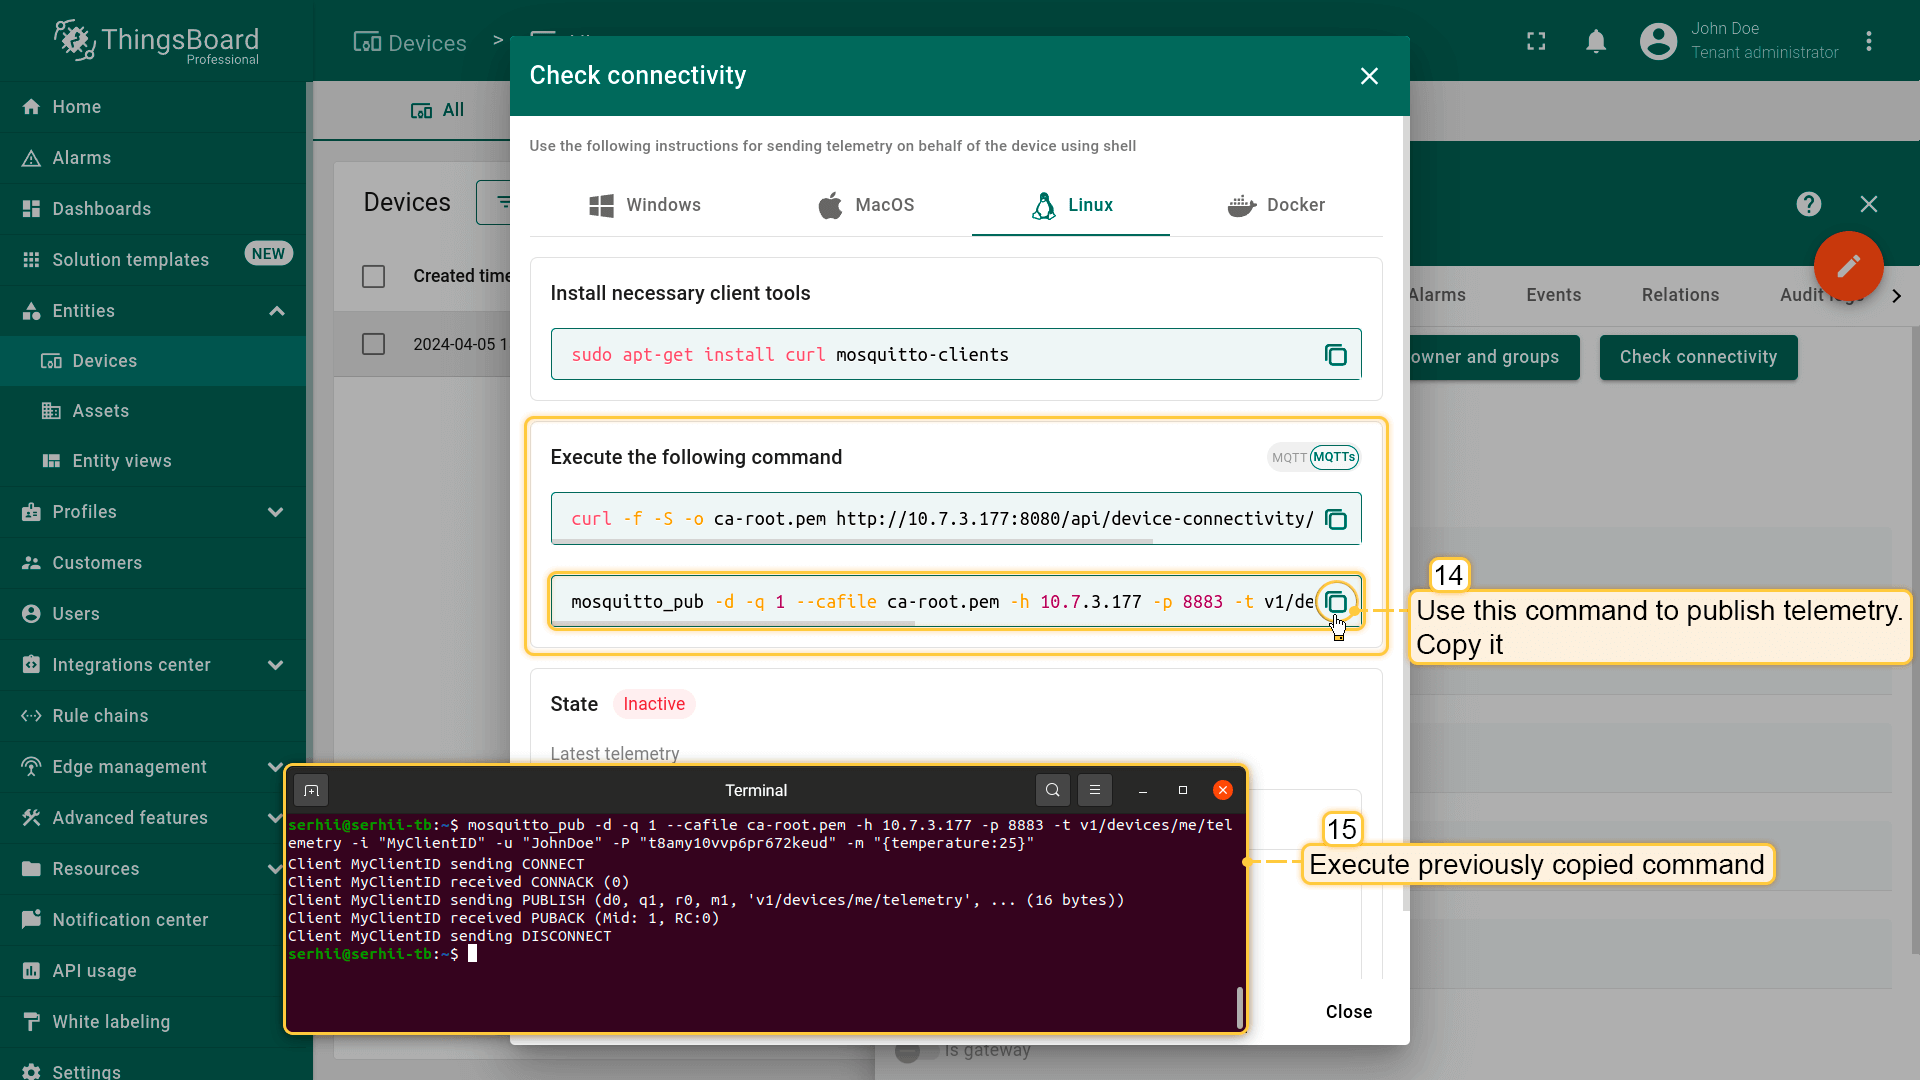 ThingsBoard
Professional
Devices
>
John Doe
Tenant administrator
Home
Alarms
Dashboards
Solution templates
NEW
Entities
Devices
Assets
Entity views
Profiles
Customers
Users
Integrations center
Rule chains
Edge management
Advanced features
Resources
Notification center
API usage
White labeling
Settings
All
Devices
Created time
2024-04-05 1
Check connectivity
Use the following instructions for sending telemetry on behalf of the device using shell
Windows
MacOS
Linux
Docker
Install necessary client tools
sudo apt-get install curl mosquitto-clients
Execute the following command
MQTT
MQTTs
curl -f -S -o ca-root.pem http://10.7.3.177:8080/api/device-connectivity/
mosquitto_pub -d -q 1 --cafile ca-root.pem -h 10.7.3.177 -p 8883 -t v1/de
State
Inactive
Latest telemetry
Close
Alarms
Events
Relations
Audit logs
owner and groups
Check connectivity
14
Use this command to publish telemetry.
Copy it
Terminal
serhii@serhii-tb:~$ mosquitto_pub -d -q 1 --cafile ca-root.pem -h 10.7.3.177 -p 8883 -t v1/devices/me/tel
emetry -i "MyClientID" -u "JohnDoe" -P "t8amy10vvp6pr672keud" -m "{temperature:25}"
Client MyClientID sending CONNECT
Client MyClientID received CONNACK (0)
Client MyClientID sending PUBLISH (d0, q1, r0, m1, 'v1/devices/me/telemetry', ... (16 bytes))
Client MyClientID received PUBACK (Mid: 1, RC:0)
Client MyClientID sending DISCONNECT
serhii@serhii-tb:~$
15
Execute previously copied command
Is gateway